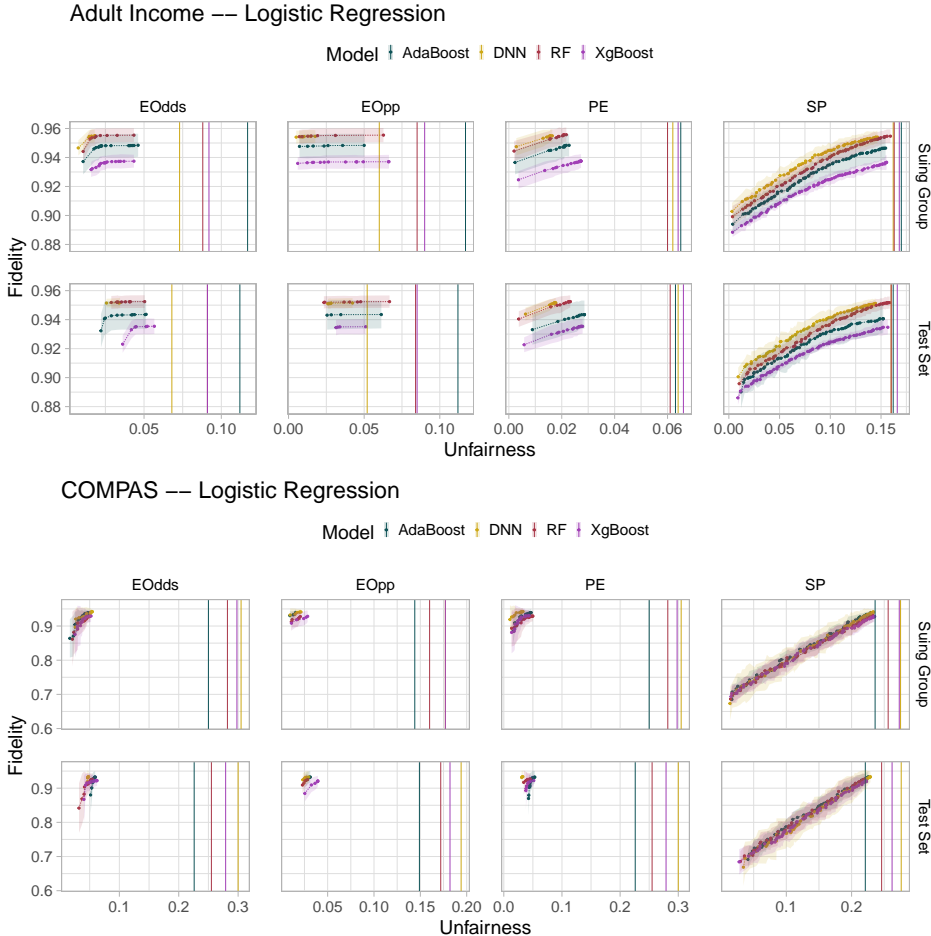 Adult Income −− Logistic Regression
Model AdaBoost DNN RF XgBoost
EOdds EOpp PE SP
0.96
0.94
0.92
0.90
0.88
Suing Group
Fidelity
0.96
0.94
0.92
0.90
0.88
Test Set
0.05 0.10 0.00 0.05 0.10 0.00 0.02 0.04 0.06 0.00 0.05 0.10 0.15
Unfairness
COMPAS −− Logistic Regression
Model AdaBoost DNN RF XgBoost
EOdds EOpp PE SP
0.9
0.8
0.7
0.6
Suing Group
Fidelity
0.9
0.8
0.7
0.6
Test Set
0.1 0.2 0.3 0.05 0.10 0.15 0.20 0.0 0.1 0.2 0.3 0.1 0.2
Unfairness